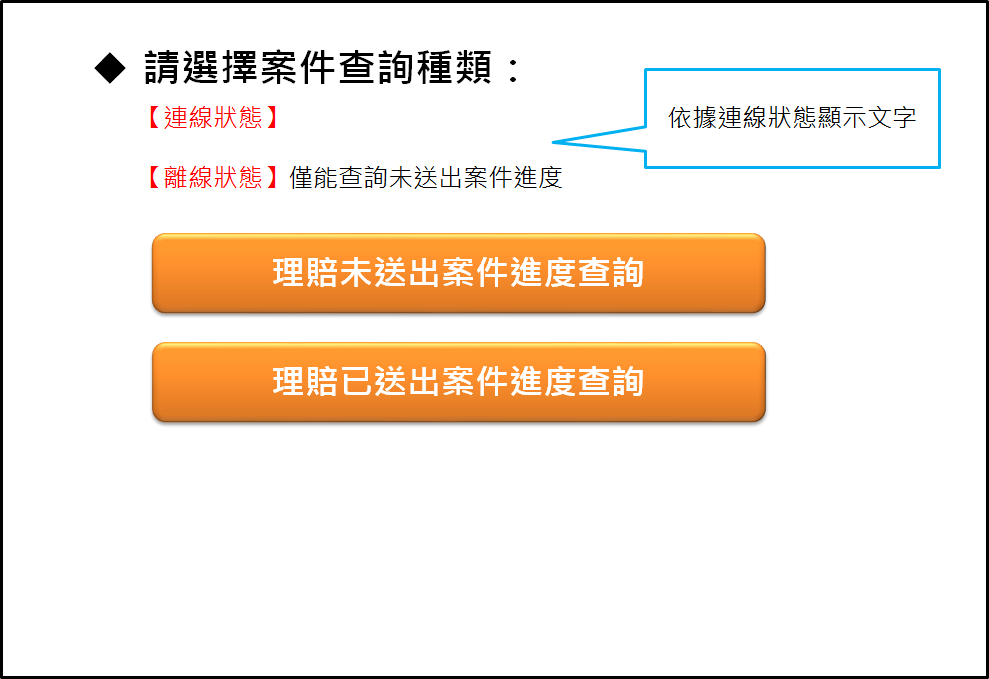 ◆ 請選擇案件查詢種類：
【連線狀態】
依據連線狀態顯示文字
【離線狀態】僅能查詢未送出案件進度
理賠未送出案件進度查詢
理賠已送出案件進度查詢